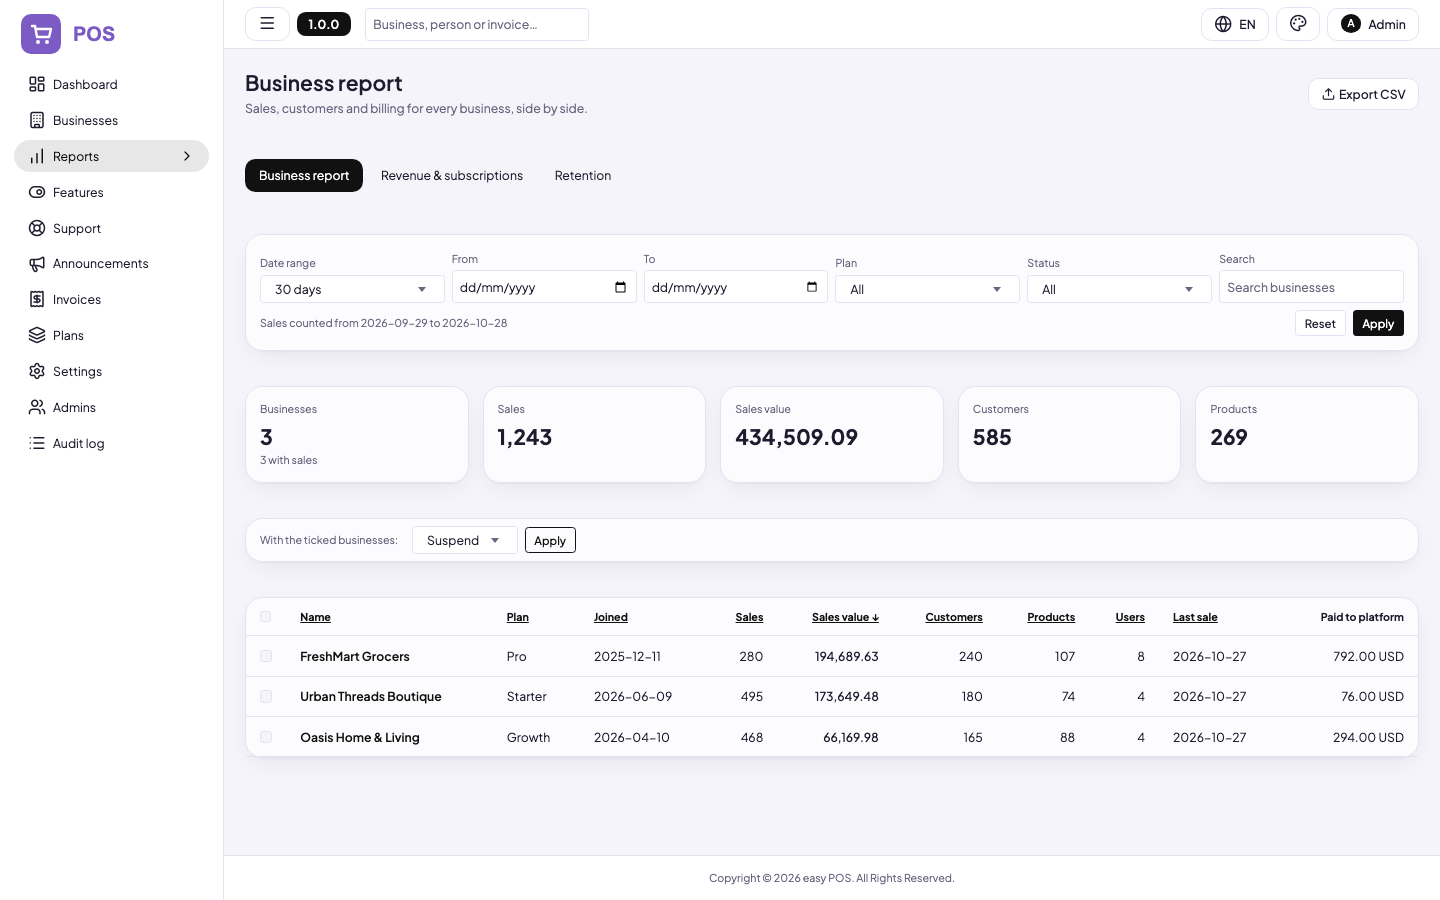 POS
1.0.0
Business, person or invoice...
EN
A Admin
Dashboard
Businesses
Reports
Features
Support
Announcements
Invoices
Plans
Settings
Admins
Audit log
Business report
Sales, customers and billing for every business, side by side.
Export CSV
Business report Revenue & subscriptions Retention
Date range From To Plan Status Search
30 days dd/mm/yyyy dd/mm/yyyy All All Search businesses
Sales counted from 2026-09-29 to 2026-10-28
Reset Apply
Businesses Sales Sales value Customers Products
3 1,243 434,509.09 585 269
3 with sales
With the ticked businesses: Suspend Apply
Name Plan Joined Sales Sales value ↓ Customers Products Users Last sale Paid to platform
FreshMart Grocers Pro 2025-12-11 280 194,689.63 240 107 8 2026-10-27 792.00 USD
Urban Threads Boutique Starter 2026-06-09 495 173,649.48 180 74 4 2026-10-27 76.00 USD
Oasis Home & Living Growth 2026-04-10 468 66,169.98 165 88 4 2026-10-27 294.00 USD
Copyright © 2026 easy POS. All Rights Reserved.